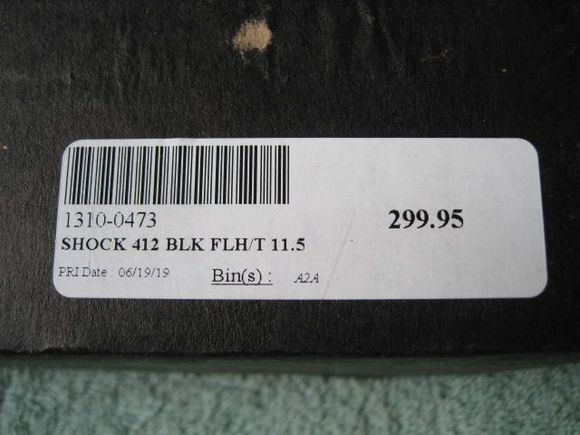 1310-0473
299.95
SHOCK 412 BLK FLH/T 11.5
PRI Date : 06/19/19 Bin(s) : A2A